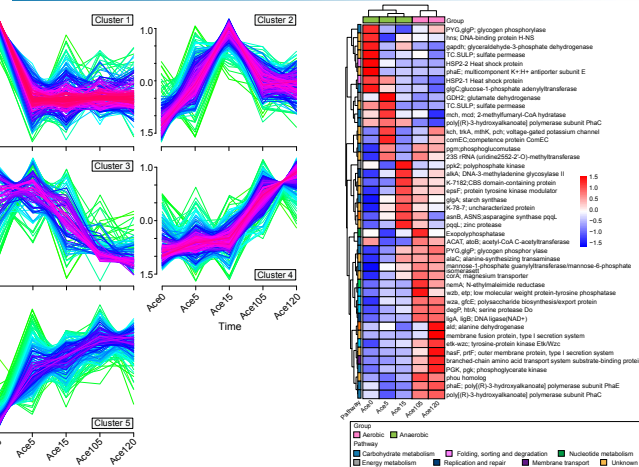 Cluster 1
Cluster 2
1.0
0.0
1.5
Cluster 3
Cluster 4
1.0
0.0
1.5
Ace0
Ace5
Ace15
Ace105
Ace120
Time
Cluster 5
Ace5
Ace15
Ace105
Ace120
Group
PYG,glgP; glycogen phosphorylase
hns; DNA-binding protein H-NS
gapdh; glyceraldehyde-3-phosphate dehydrogenase
TC.SULP; sulfate permease
HSP2-2 Heat shock protein
phaE; multicomponent K+:H+ antiporter subunit E
HSP2-1 Heat shock protein
glgC;glucose-1-phosphate adenylyltransferase
GDH2; glutamate dehydrogenase
TC.SULP; sulfate permease
mch, mcd; 2-methylfumaryl-CoA hydratase
poly[(R)-3-hydroxyalkanoate] polymerase subunit PhaC
kch, trkA, mthK, pch; voltage-gated potassium channel
comEC;competence protein ComEC
pgm;phosphoglucomutase
23S rRNA (uridine2552-2'-O)-methyltransferase
ppk2; polyphosphate kinase
alkA; DNA-3-methyladenine glycosylase II
K-7182;CBS domain-containing protein
epsF; protein tyrosine kinase modulator
glgA; starch synthase
K-78-7; uncharacterized protein
asnB, ASNS;asparagine synthase pqqL
pqqL; zinc protease
Exopolyphosphatase
ACAT, atoB; acetyl-CoA C-acetyltransferase
PYG,glgP; glycogen phosphorylase
alaC; alanine-synthesizing transaminase
mannose-1-phosphate guanylyltransferase/mannose-6-phosphate
isomerase
corA; magnesium transporter
nemA; N-ethylmaleimide reductase
wzb, etp; low molecular weight protein-tyrosine phosphatase
wza, gfcE; polysaccharide biosynthesis/export protein
degP, htrA; serine protease Do
ligA, ligB; DNA ligase(NAD+)
ald; alanine dehydrogenase
membrane fusion protein, type I secretion system
etk-wzc; tyrosine-protein kinase Etk/Wzc
hasF, prtF; outer membrane protein, type I secretion system
branched-chain amino acid transport system substrate-binding protein
PGK, pgk; phosphoglycerate kinase
phou homolog
phaE; poly[(R)-3-hydroxyalkanoate] polymerase subunit PhaE
poly[(R)-3-hydroxyalkanoate] polymerase subunit PhaC
1.5
1.0
0.5
0.0
−0.5
−1.0
−1.5
Pathway
Ace0
Ace5
Ace15
Ace105
Ace120
Group
Aerobic
Anaerobic
Pathway
Carbohydrate metabolism
Folding, sorting and degradation
Nucleotide metabolism
Energy metabolism
Replication and repair
Membrane transport
Unknown